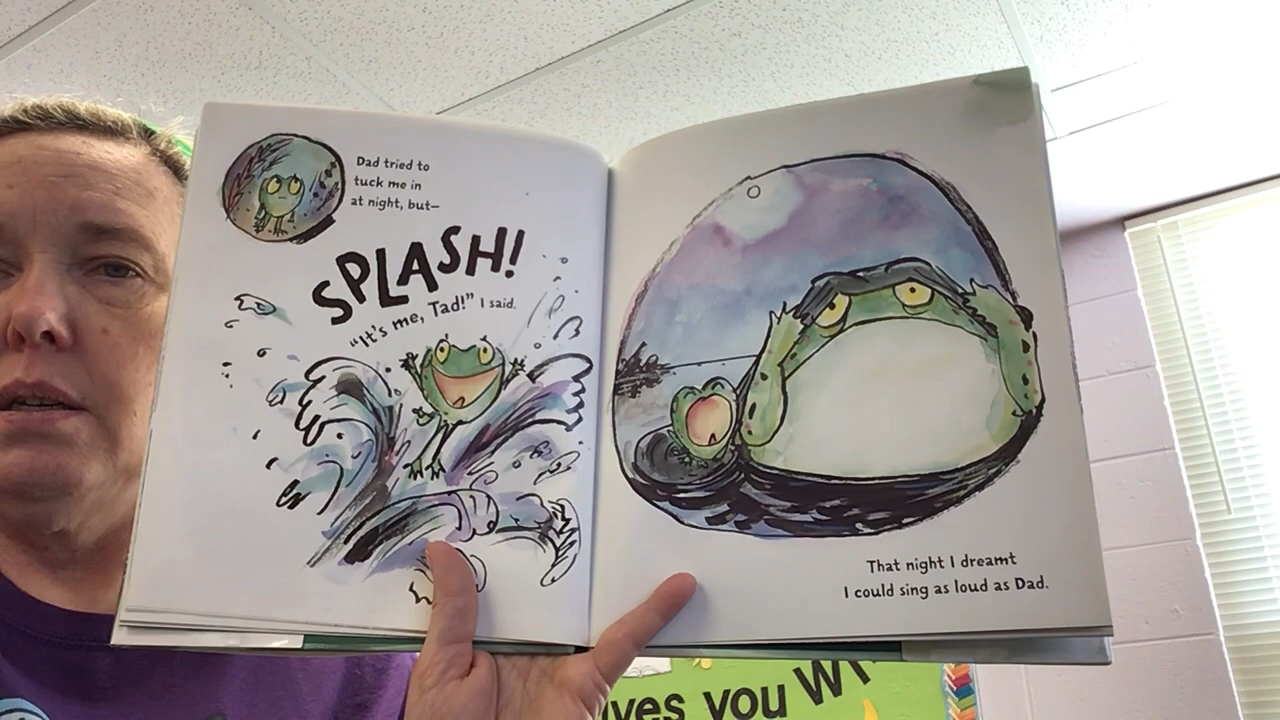 Dad tried to
tuck me in
at night, but—
SPLASH!
"It's me, Tad!" I said.
That night I dreamt
I could sing as loud as Dad.
you